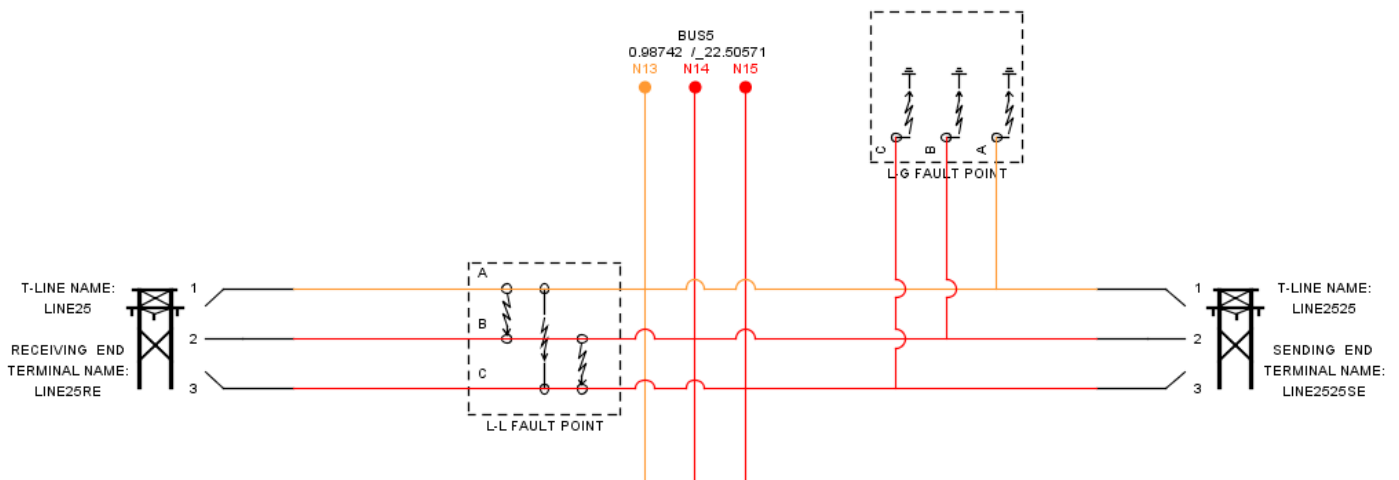 BUS5
0.98742 /_22.50571
N13 N14 N15
C B A
L-G FAULT POINT
T-LINE NAME:
LINE25
RECEIVING END
TERMINAL NAME:
LINE25RE
1
2
3
A
B
C
L-L FAULT POINT
1
2
3
T-LINE NAME:
LINE2525
SENDING END
TERMINAL NAME:
LINE2525SE